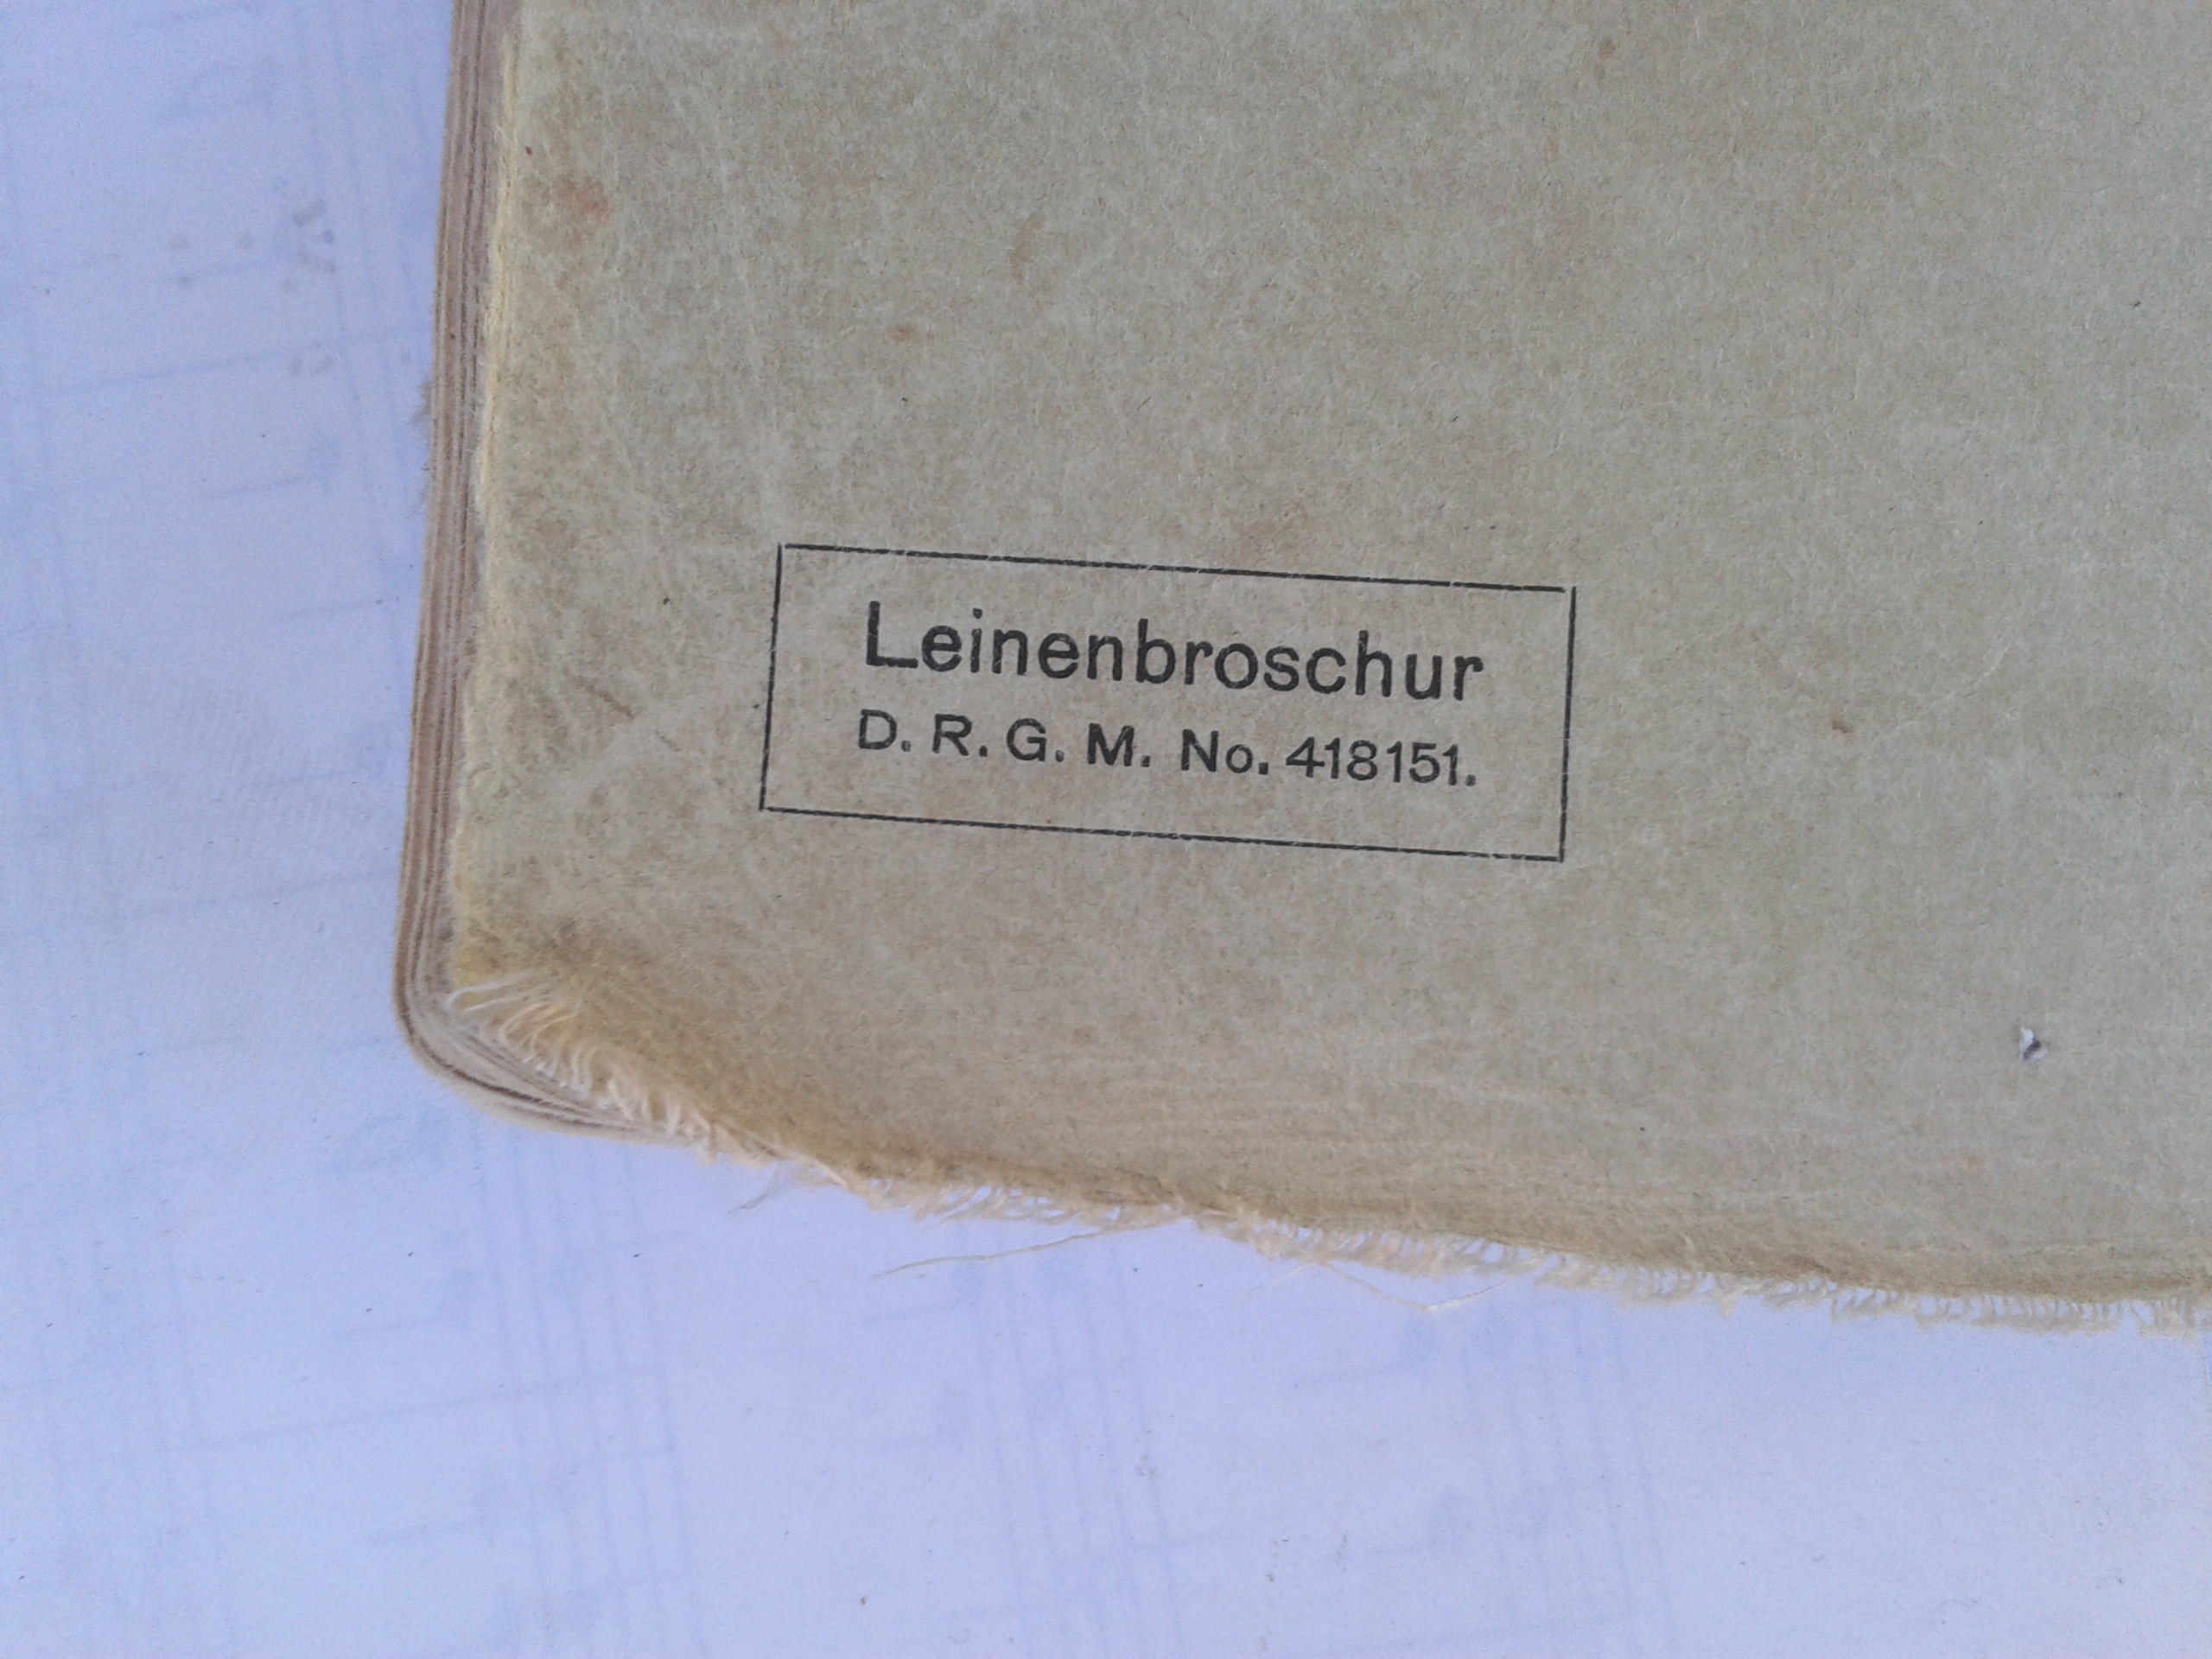 Leinenbroschur
D. R. G. M. No. 418151.